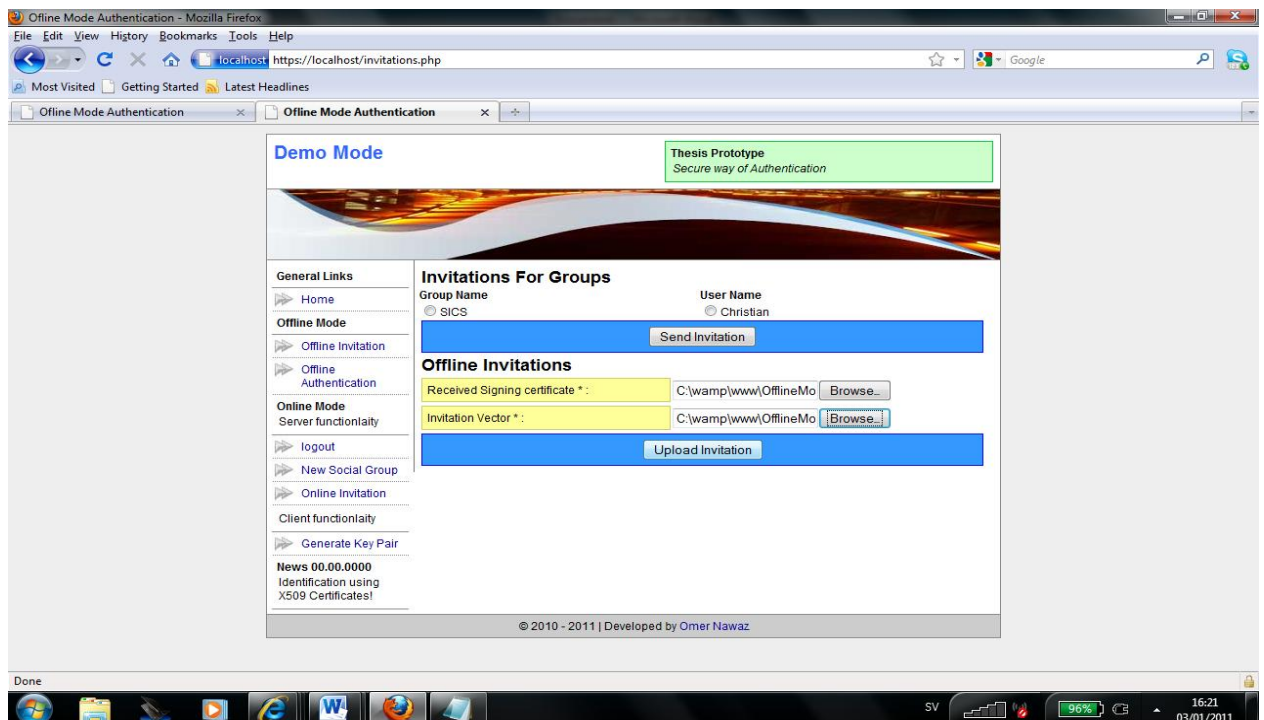 Ofline Mode Authentication - Mozilla Firefox
File Edit View History Bookmarks Tools Help
localhost https://localhost/invitations.php
Google
Most Visited Getting Started Latest Headlines
Ofline Mode Authentication
Ofline Mode Authentication
Demo Mode
Thesis Prototype
Secure way of Authentication
General Links
Home
Offline Mode
Offline Invitation
Offline
Authentication
Online Mode
Server functionlaity
logout
New Social Group
Online Invitation
Client functionlaity
Generate Key Pair
News 00.00.0000
Identification using
X509 Certificates!
Invitations For Groups
Group Name User Name
SICS Christian
Send Invitation
Offline Invitations
Received Signing certificate * : C:\wamp\www\OfflineMo Browse...
Invitation Vector * : C:\wamp\www\OfflineMo Browse...
Upload Invitation
© 2010 - 2011 | Developed by Omer Nawaz
Done
SV 96% 16:21
03/01/2011